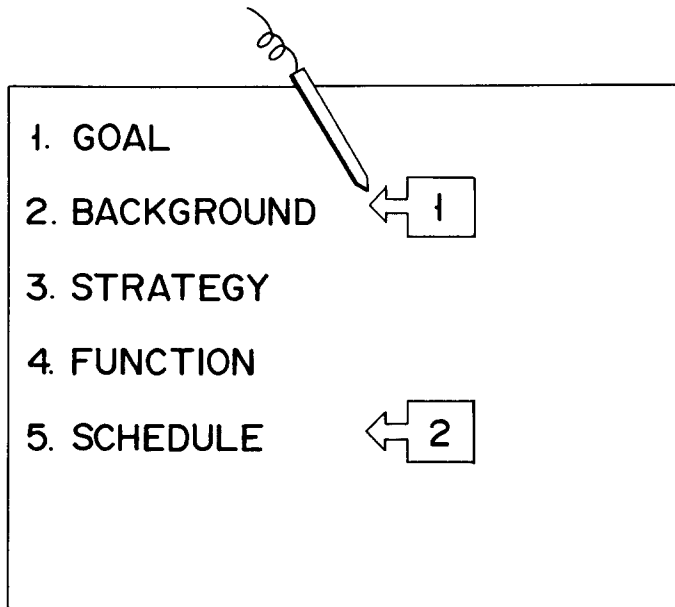 1. GOAL
2. BACKGROUND 1
3. STRATEGY
4. FUNCTION
5. SCHEDULE 2